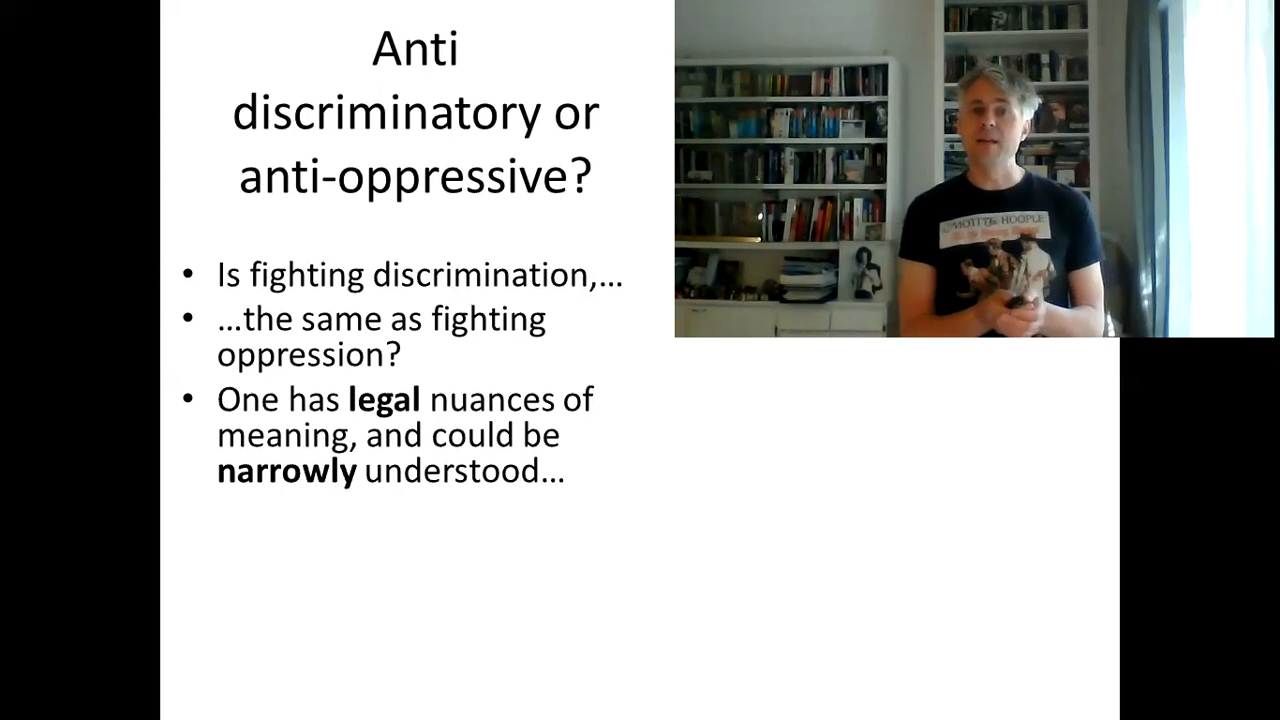 Anti
discriminatory or
anti-oppressive?
• Is fighting discrimination,...
• ...the same as fighting
oppression?
• One has legal nuances of
meaning, and could be
narrowly understood...
MOTT The HOOPLE